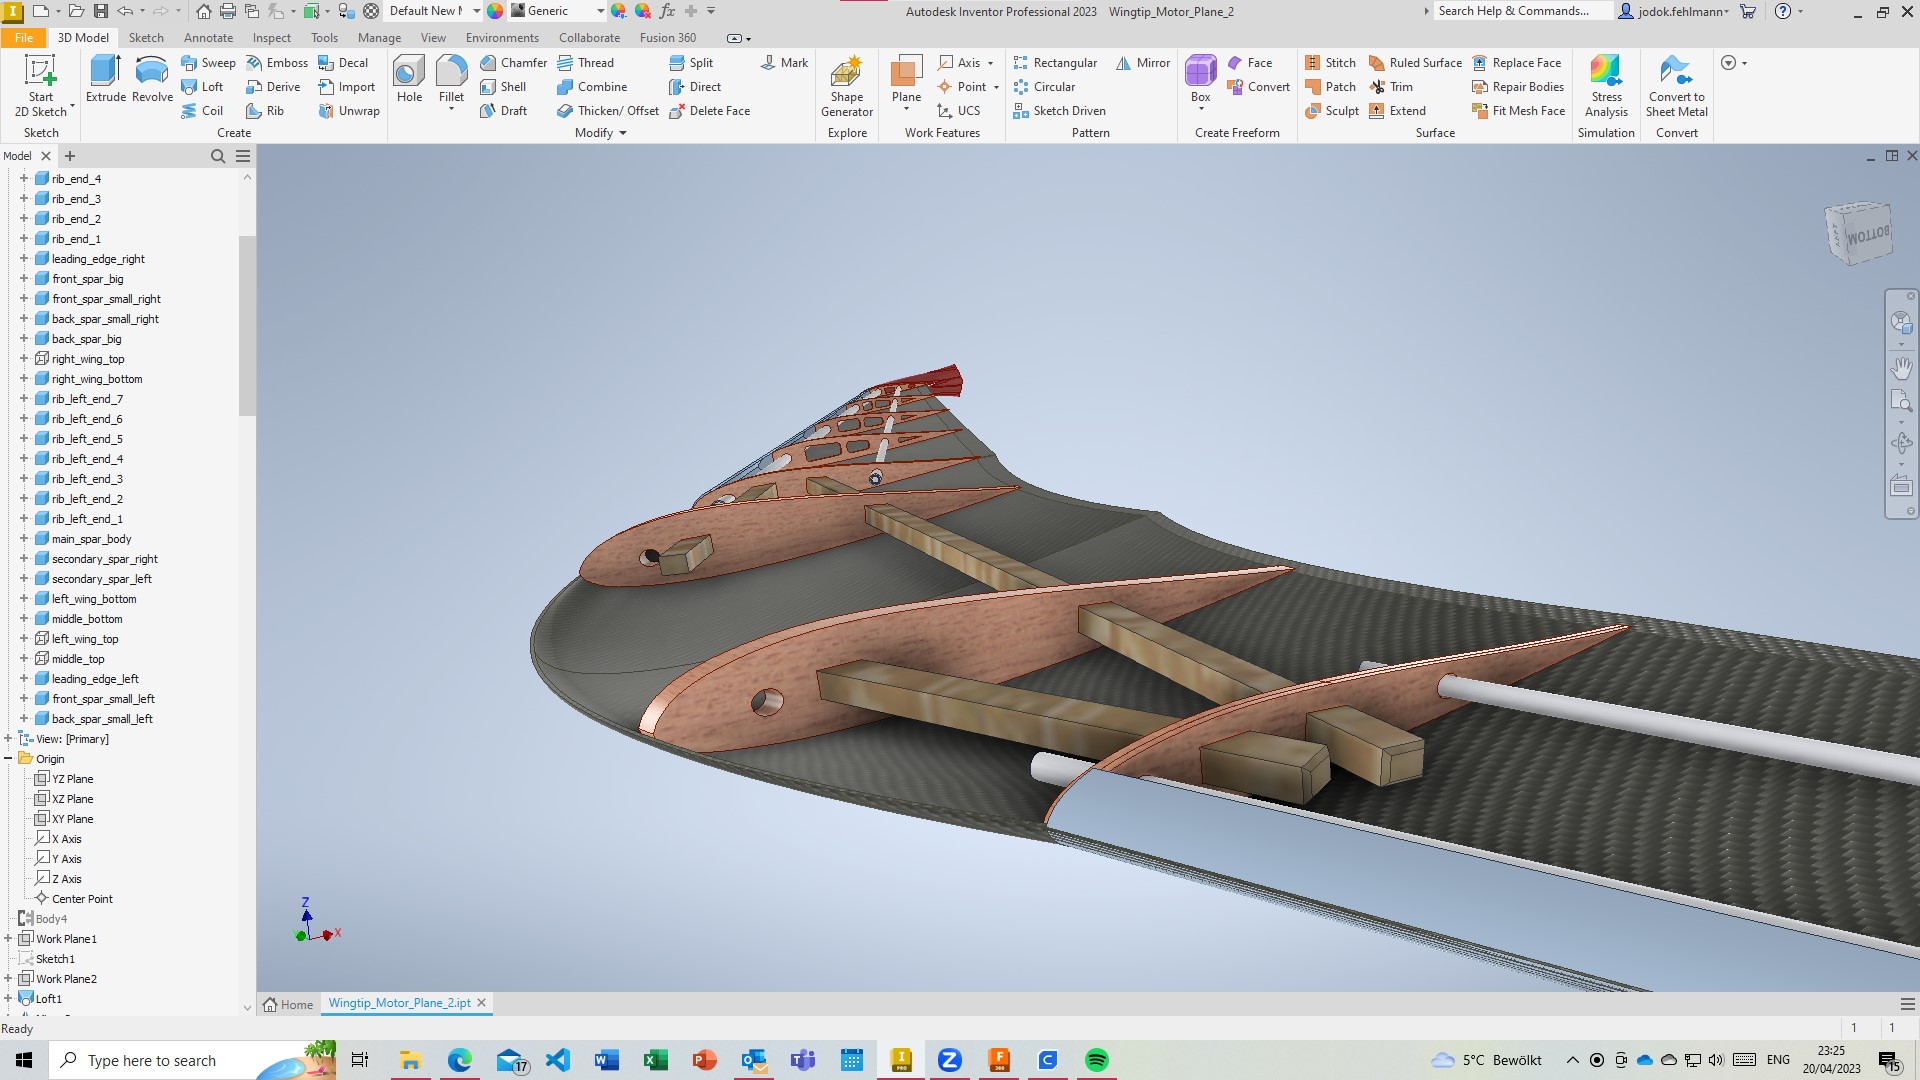 Default New M
Generic
Autodesk Inventor Professional 2023 Wingtip_Motor_Plane_2
Search Help & Commands...
jodok.fehlmann
File 3D Model Sketch Annotate Inspect Tools Manage View Environments Collaborate Fusion 360
Start
2D Sketch
Extrude Revolve
Sweep Emboss Decal
Loft Derive Import
Coil Rib Unwrap
Hole Fillet
Chamfer Thread Split Mark
Shell Combine Direct
Draft Thicken/ Offset Delete Face
Shape
Generator
Plane
Axis
Point
UCS
Rectangular Mirror
Circular
Sketch Driven
Box
Face
Convert
Stitch Ruled Surface Replace Face
Patch Trim Repair Bodies
Sculpt Extend Fit Mesh Face
Stress
Analysis
Convert to
Sheet Metal
Sketch Create Modify Explore Work Features Pattern Create Freeform Surface Simulation Convert
Model
rib_end_4
rib_end_3
rib_end_2
rib_end_1
leading_edge_right
front_spar_big
front_spar_small_right
back_spar_small_right
back_spar_big
right_wing_top
right_wing_bottom
rib_left_end_7
rib_left_end_6
rib_left_end_5
rib_left_end_4
rib_left_end_3
rib_left_end_2
rib_left_end_1
main_spar_body
secondary_spar_right
secondary_spar_left
left_wing_bottom
middle_bottom
left_wing_top
middle_top
leading_edge_left
front_spar_small_left
back_spar_small_left
View: [Primary]
Origin
YZ Plane
XZ Plane
XY Plane
X Axis
Y Axis
Z Axis
Center Point
Body4
Work Plane1
Sketch1
Work Plane2
Loft1
BOTTOM
Z
X
Home Wingtip_Motor_Plane_2.ipt
Ready
1 1
Type here to search
17
5°C Bewölkt
ENG
23:25
20/04/2023
15